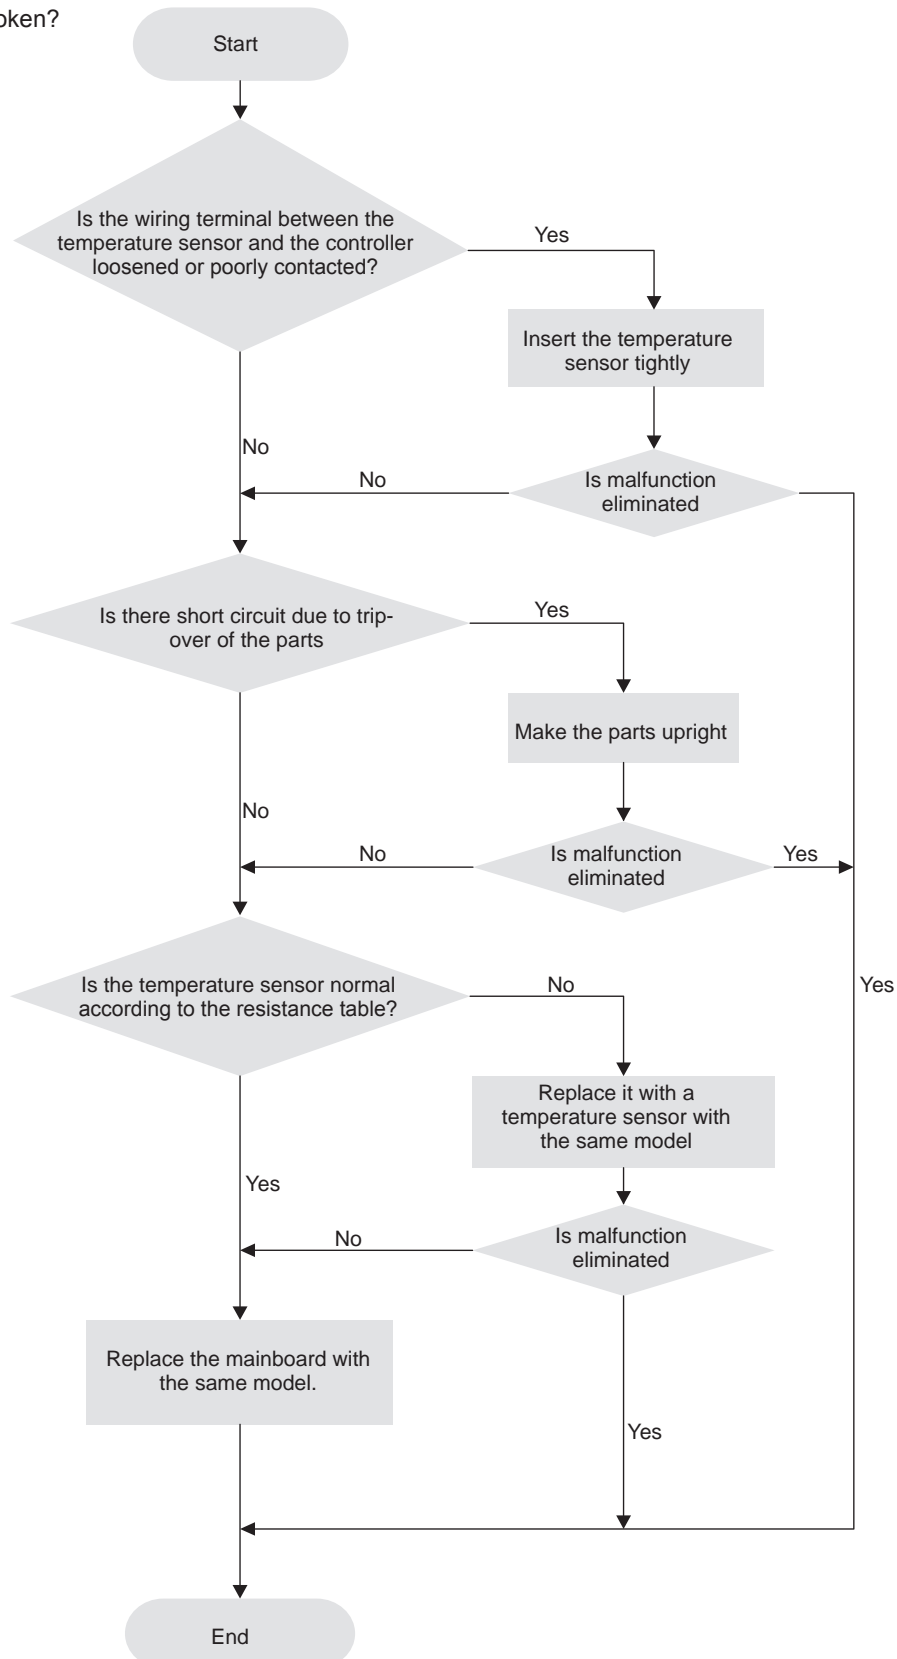 oken?
Start
Is the wiring terminal between the
temperature sensor and the controller
loosened or poorly contacted?
Yes
Insert the temperature
sensor tightly
No
No
Is malfunction
eliminated
Is there short circuit due to trip-
over of the parts
Yes
Make the parts upright
No
No
Is malfunction
eliminated
Yes
Is the temperature sensor normal
according to the resistance table?
No
Yes
Replace it with a
temperature sensor with
the same model
Yes
No
Is malfunction
eliminated
Replace the mainboard with
the same model.
Yes
End